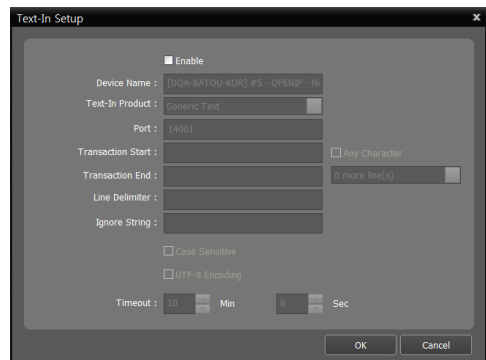 Text-In Setup x
Enable
Device Name : [DQA-BATOU-KOR] #5 - OPENIP - Ne
Text-In Product : Generic Text
Port : 14001
Transaction Start : Any Character
Transaction End : 0 more line(s)
Line Delimiter :
Ignore String :
Case Sensitive
UTF-8 Encoding
Timeout : 10 Min 0 Sec
OK Cancel